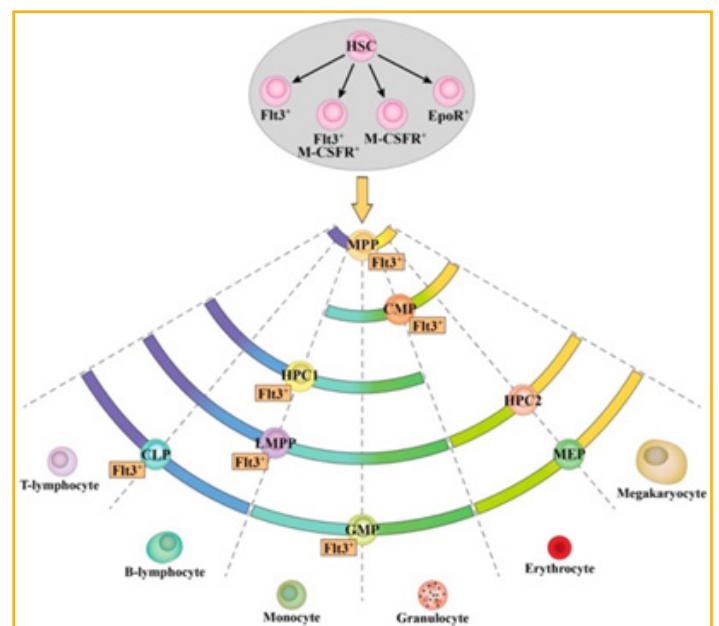 HSC
Flt3⁺
Flt3⁺
M-CSFR⁺
M-CSFR⁺
EpoR⁺
MPP
Flt3⁺
CMP
Flt3⁺
HPC1
Flt3⁺
HPC2
LMPP
Flt3⁺
CLP
Flt3⁺
MEP
GMP
Flt3⁺
T-lymphocyte
Megakaryocyte
B-lymphocyte
Erythrocyte
Monocyte
Granulocyte